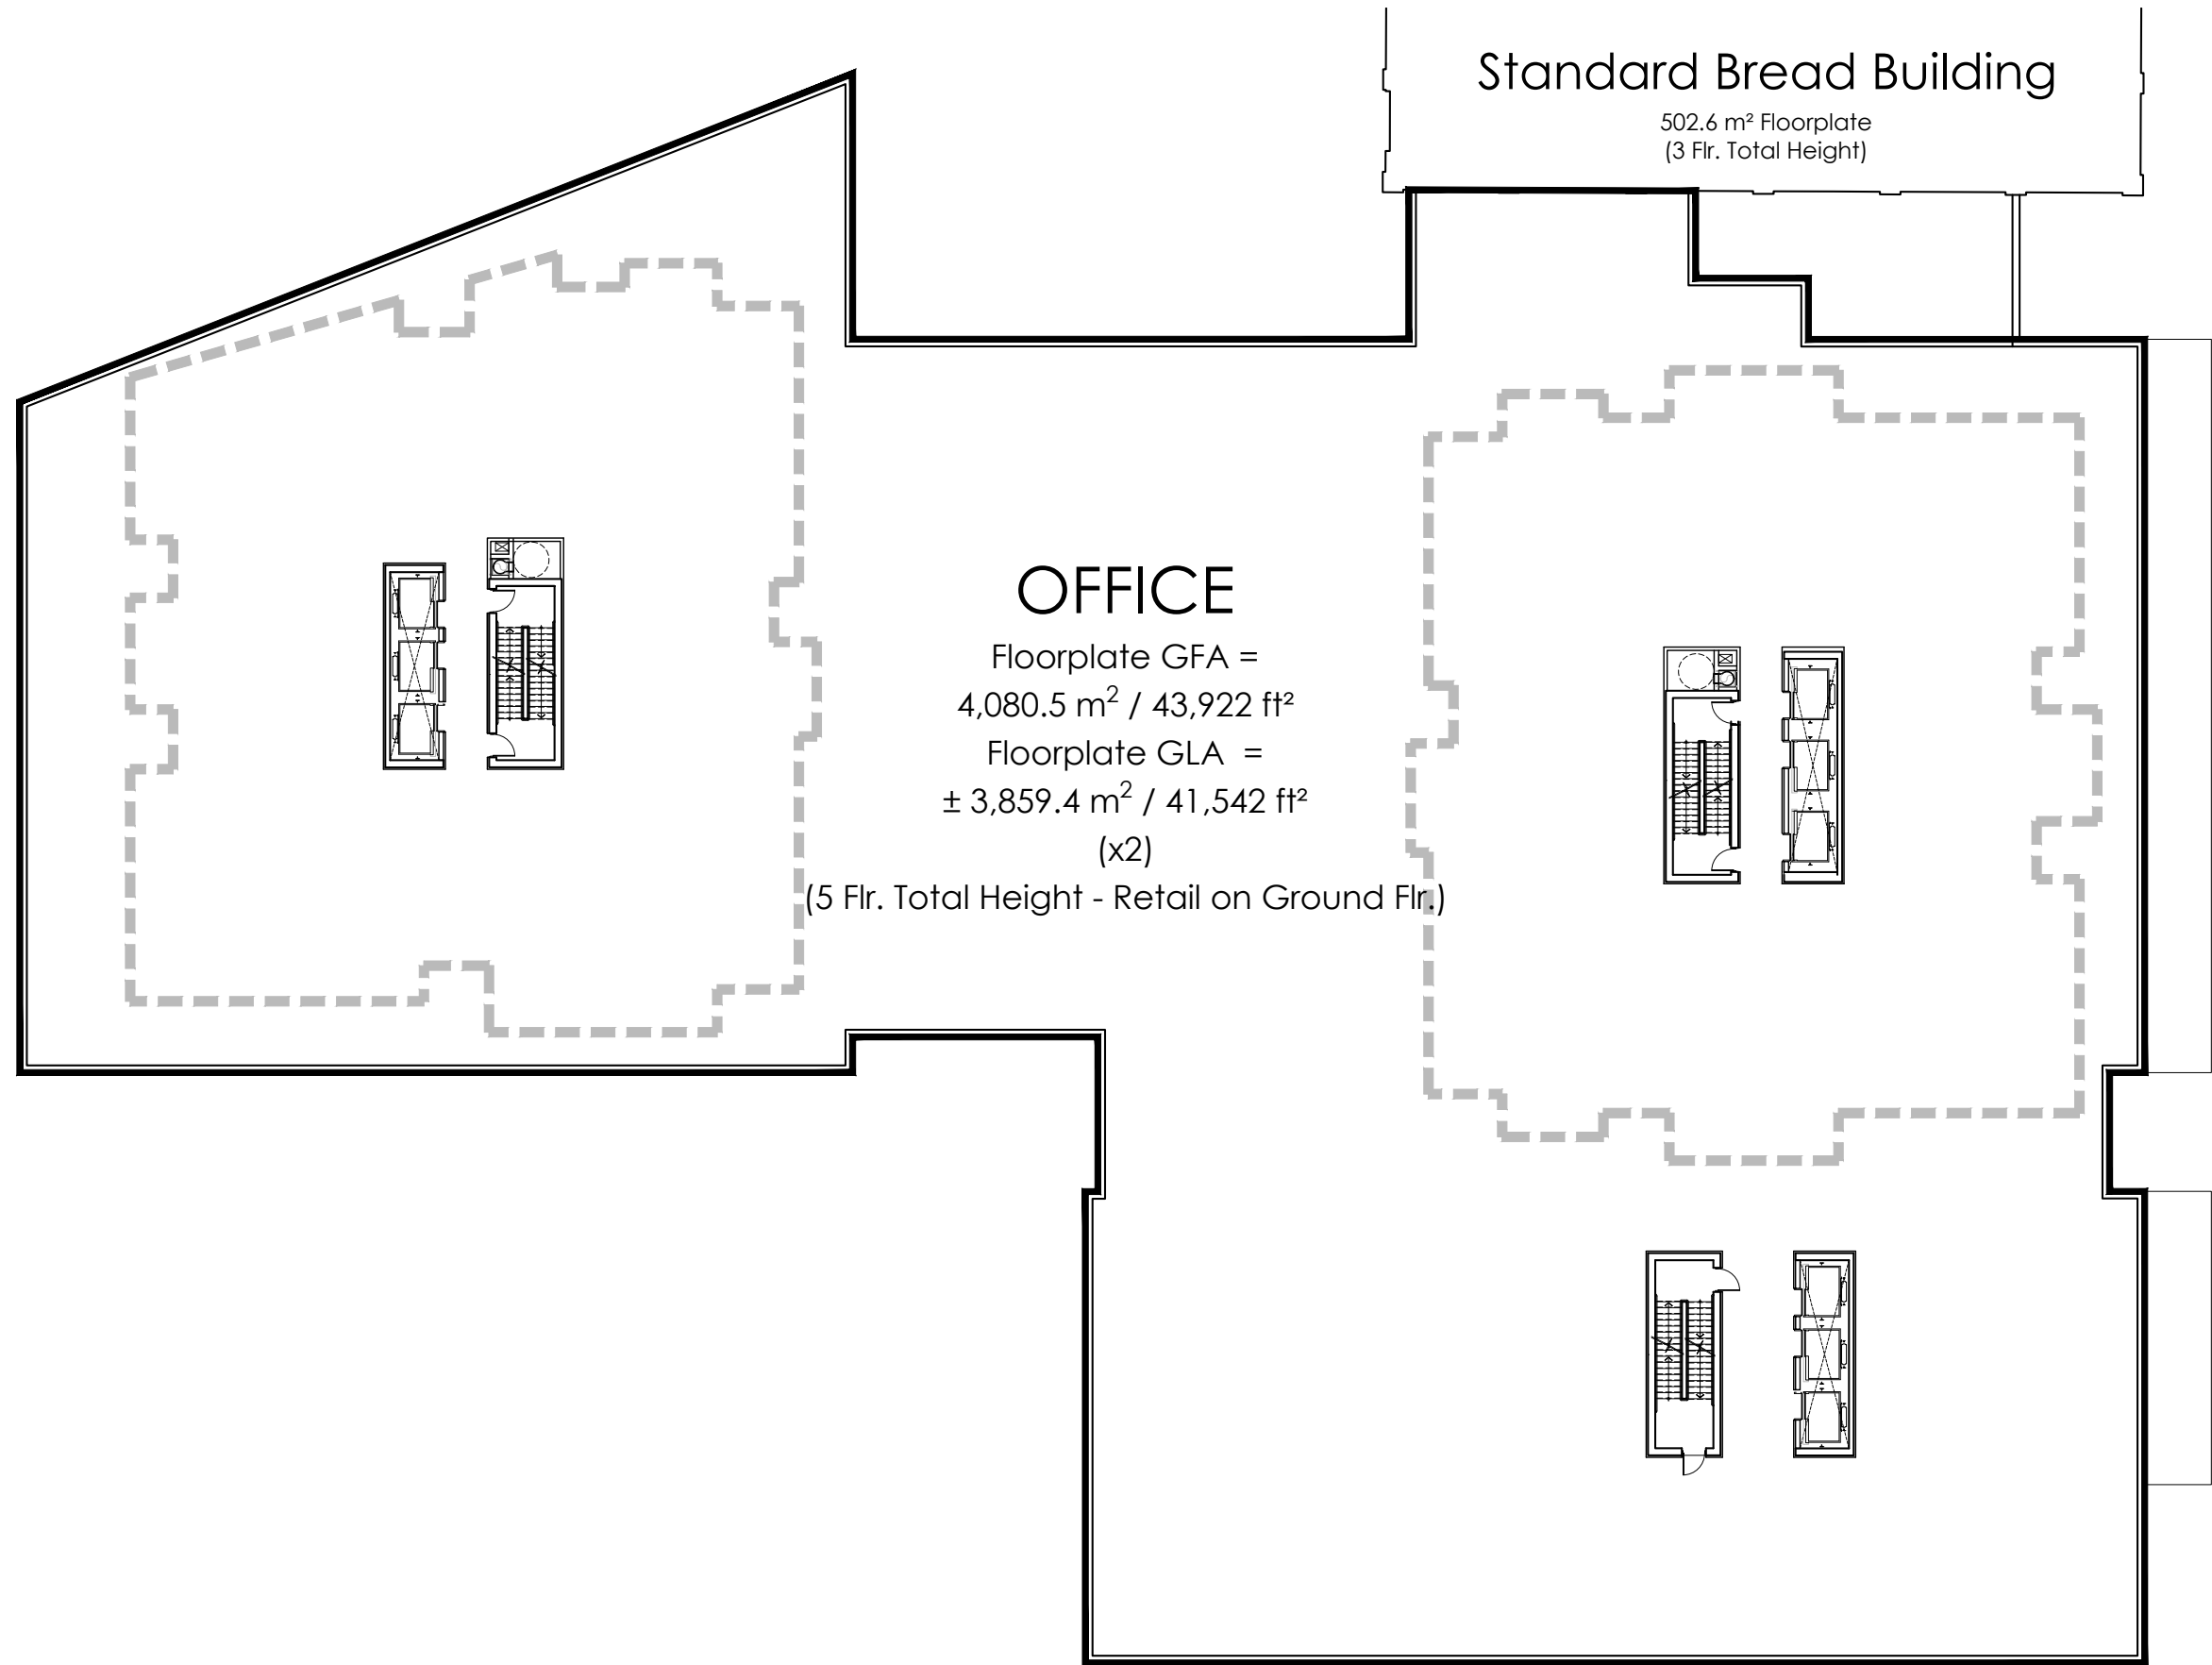 Standard Bread Building
502.6 m² Floorplate
(3 Flr. Total Height)
OFFICE
Floorplate GFA =
4,080.5 m² / 43,922 ft²
Floorplate GLA =
± 3,859.4 m² / 41,542 ft²
(x2)
(5 Flr. Total Height - Retail on Ground Flr.)